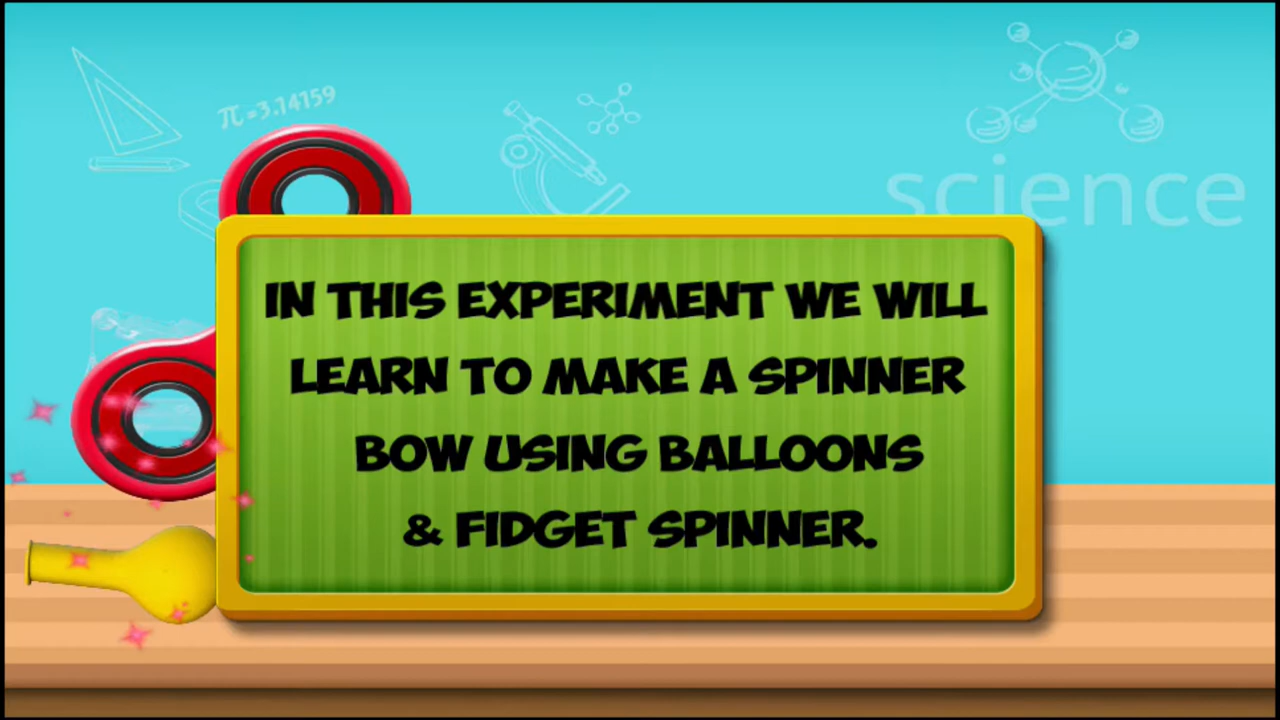 π=3.14159
science
IN THIS EXPERIMENT WE WILL
LEARN TO MAKE A SPINNER
BOW USING BALLOONS
& FIDGET SPINNER.